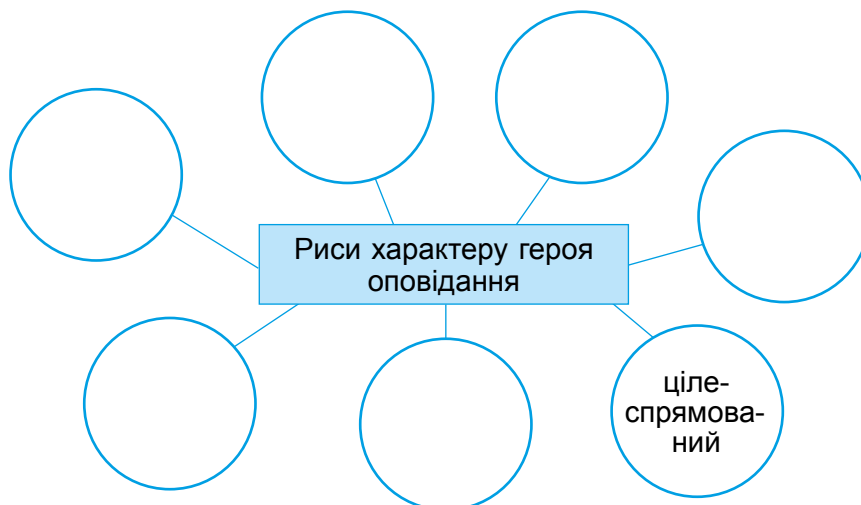 Риси характеру героя
оповідання
ціле-
спрямова-
ний